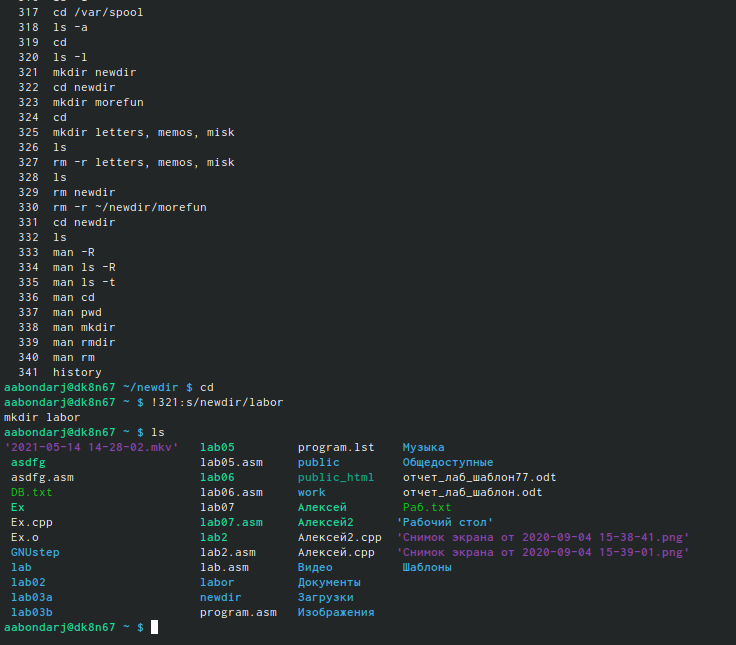 317  cd /var/spool
318  ls -a
319  cd
320  ls -l
321  mkdir newdir
322  cd newdir
323  mkdir morefun
324  cd
325  mkdir letters, memos, misk
326  ls
327  rm -r letters, memos, misk
328  ls
329  rm newdir
330  rm -r ~/newdir/morefun
331  cd newdir
332  ls
333  man -R
334  man ls -R
335  man ls -t
336  man cd
337  man pwd
338  man mkdir
339  man rmdir
340  man rm
341  history
aabondarj@dk8n67 ~/newdir $ cd
aabondarj@dk8n67 ~ $ !321:s/newdir/labor
mkdir labor
aabondarj@dk8n67 ~ $ ls
'2021-05-14 14-28-02.mkv'   lab05   program.lst   Музыка
asdfg   lab05.asm   public   Общедоступные
asdfg.asm   lab06   public_html   отчет_лаб_шаблон77.odt
DB.txt   lab06.asm   work   отчет_лаб_шаблон.odt
Ex   lab07   Алексей   Раб.txt
Ex.cpp   lab07.asm   Алексей2   'Рабочий стол'
Ex.o   lab2   Алексей2.cpp   'Снимок экрана от 2020-09-04 15-38-41.png'
GNUstep   lab2.asm   Алексей.cpp   'Снимок экрана от 2020-09-04 15-39-01.png'
lab   lab.asm   Видео   Шаблоны
lab02   labor   Документы
lab03a   newdir   Загрузки
lab03b   program.asm   Изображения
aabondarj@dk8n67 ~ $